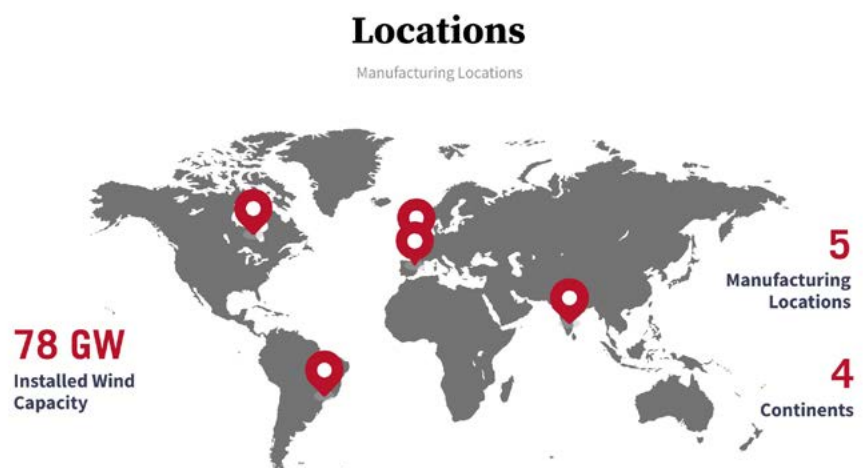 Locations
Manufacturing Locations
5
Manufacturing
Locations
78 GW
Installed Wind
Capacity
4
Continents